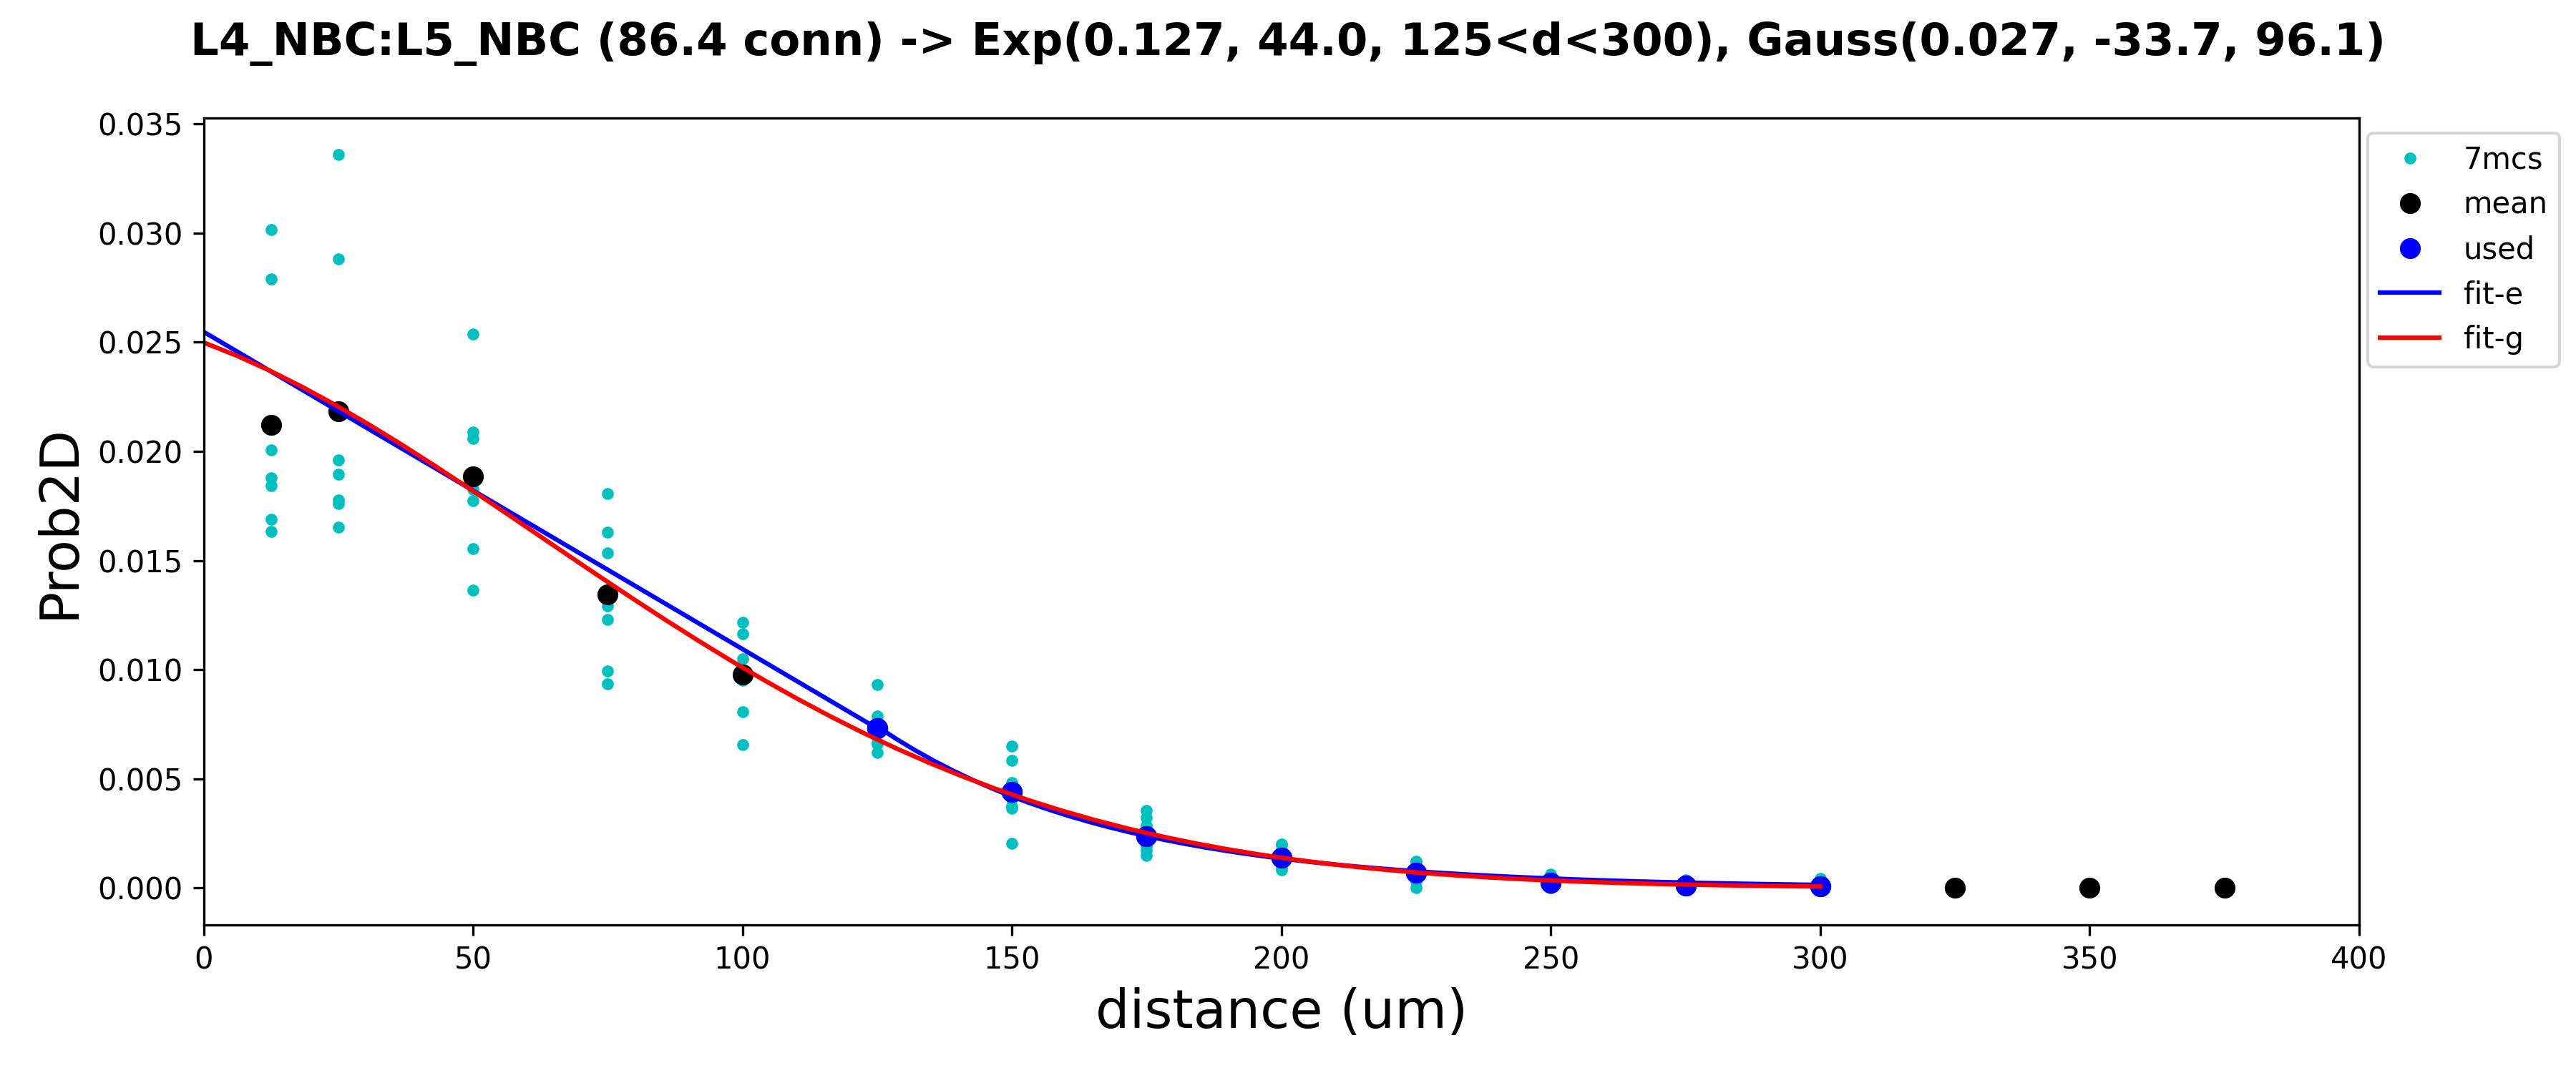 L4_NBC:L5_NBC (86.4 conn) -> Exp(0.127, 44.0, 125<d<300), Gauss(0.027, -33.7, 96.1)
0.035
0.030
0.025
0.020
0.015
0.010
0.005
0.000
Prob2D
0 50 100 150 200 250 300 350 400
distance (um)
7mcs
mean
used
fit-e
fit-g